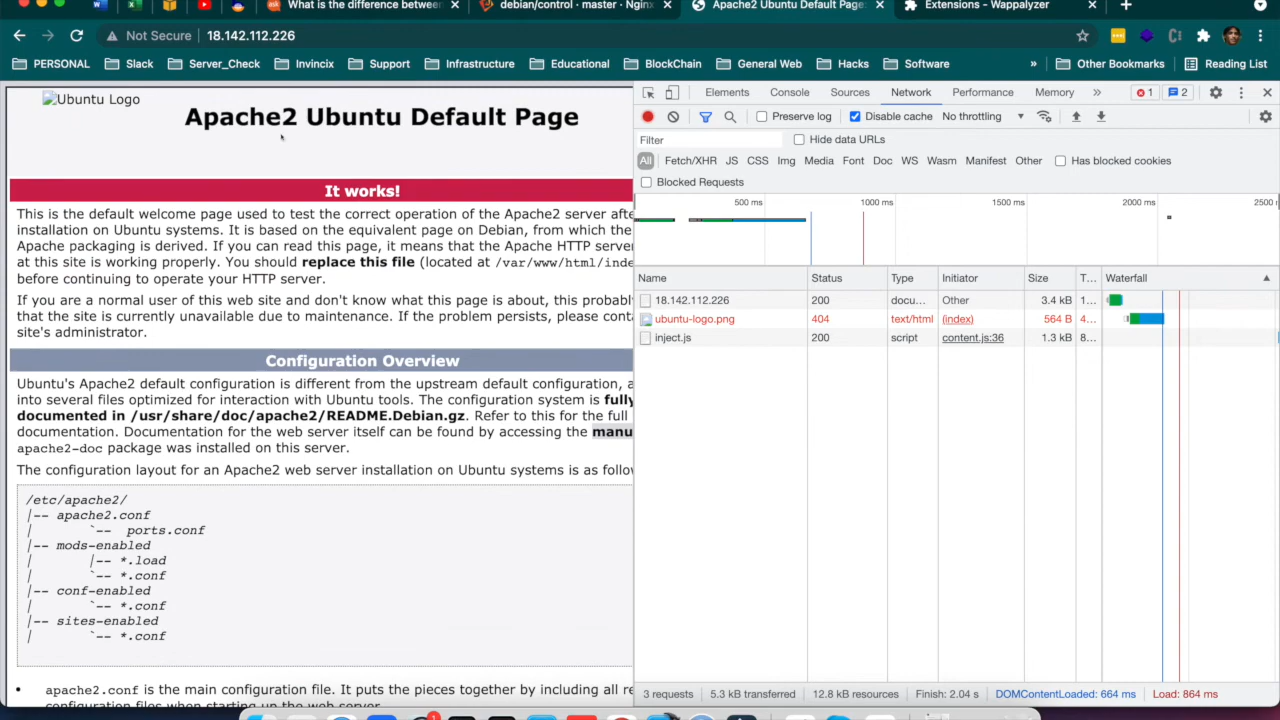 What is the difference between
debian/control · master · Nginx
Apache2 Ubuntu Default Page:
Extensions - Wappalyzer
Not Secure 18.142.112.226
PERSONAL Slack Server_Check Invincix Support Infrastructure Educational BlockChain General Web Hacks Software » Other Bookmarks Reading List
Ubuntu Logo
Apache2 Ubuntu Default Page
It works!
This is the default welcome page used to test the correct operation of the Apache2 server afte
installation on Ubuntu systems. It is based on the equivalent page on Debian, from which the
Apache packaging is derived. If you can read this page, it means that the Apache HTTP server
at this site is working properly. You should replace this file (located at /var/www/html/inde
before continuing to operate your HTTP server.
If you are a normal user of this web site and don't know what this page is about, this probabl
that the site is currently unavailable due to maintenance. If the problem persists, please conta
site's administrator.
Configuration Overview
Ubuntu's Apache2 default configuration is different from the upstream default configuration, a
into several files optimized for interaction with Ubuntu tools. The configuration system is fully
documented in /usr/share/doc/apache2/README.Debian.gz. Refer to this for the full
documentation. Documentation for the web server itself can be found by accessing the manu
apache2-doc package was installed on this server.
The configuration layout for an Apache2 web server installation on Ubuntu systems is as follow
/etc/apache2/
|-- apache2.conf
|       `--  ports.conf
|-- mods-enabled
|       |-- *.load
|       `-- *.conf
|-- conf-enabled
|       `-- *.conf
|-- sites-enabled
|       `-- *.conf
• apache2.conf is the main configuration file. It puts the pieces together by including all re
configuration files when starting up the web server.
Elements Console Sources Network Performance Memory » 1 2
Preserve log Disable cache No throttling
Filter Hide data URLs
All Fetch/XHR JS CSS Img Media Font Doc WS Wasm Manifest Other Has blocked cookies
Blocked Requests
500 ms 1000 ms 1500 ms 2000 ms 2500
Name Status Type Initiator Size T... Waterfall
18.142.112.226 200 docu... Other 3.4 kB 1...
ubuntu-logo.png 404 text/html (index) 564 B 4...
inject.js 200 script content.js:36 1.3 kB 8...
3 requests 5.3 kB transferred 12.8 kB resources Finish: 2.04 s DOMContentLoaded: 664 ms Load: 864 ms
1